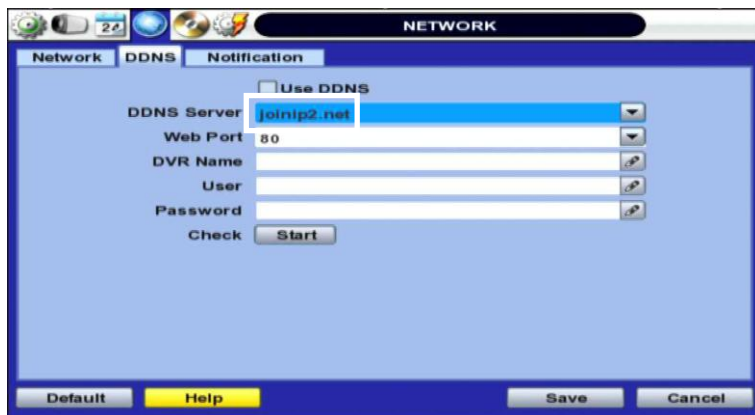 24 NETWORK
Network DDNS Notification
Use DDNS
DDNS Server joinip2.net
Web Port 80
DVR Name
User
Password
Check Start
Default Help Save Cancel